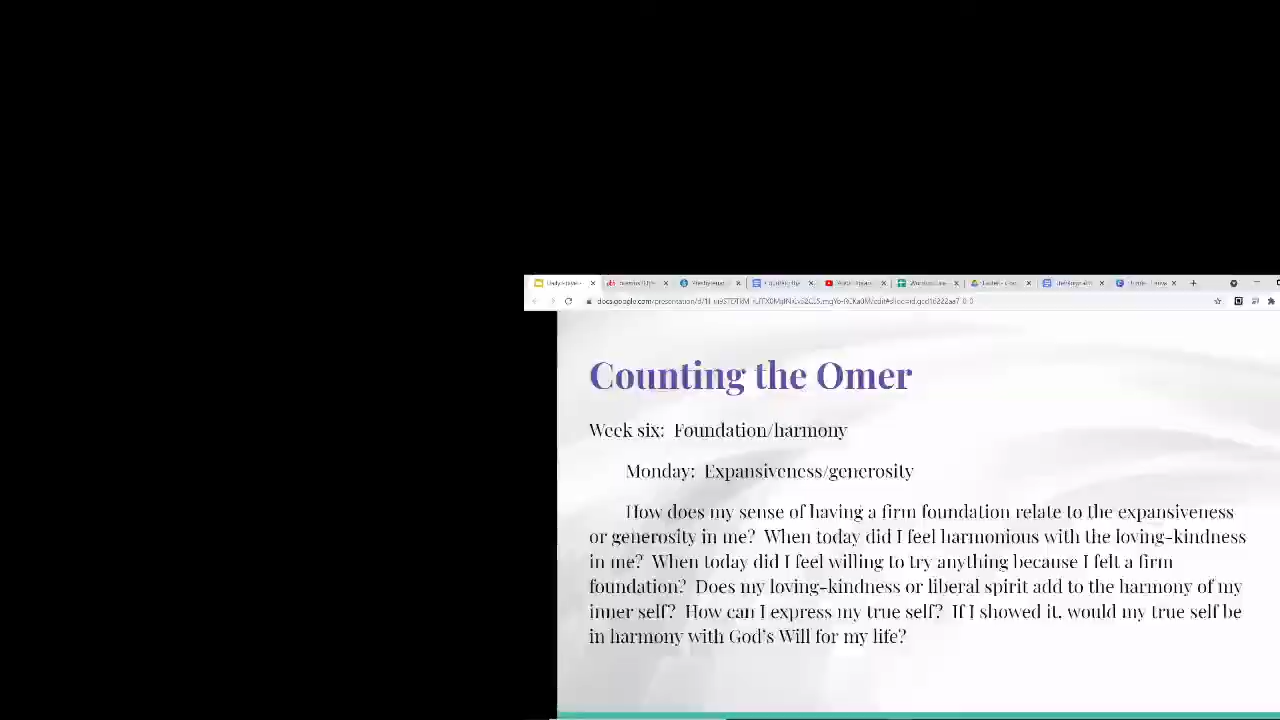 Counting the Omer
Week six: Foundation/harmony
Monday: Expansiveness/generosity
How does my sense of having a firm foundation relate to the expansiveness
or generosity in me? When today did I feel harmonious with the loving-kindness
in me? When today did I feel willing to try anything because I felt a firm
foundation? Does my loving-kindness or liberal spirit add to the harmony of my
inner self? How can I express my true self? If I showed it, would my true self be
in harmony with God's Will for my life?